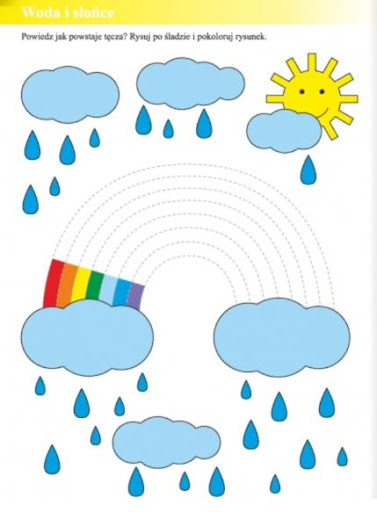 Woda i słońce
Powiedz jak powstaje tęcza? Rysuj po śladzie i pokoloruj rysunek.